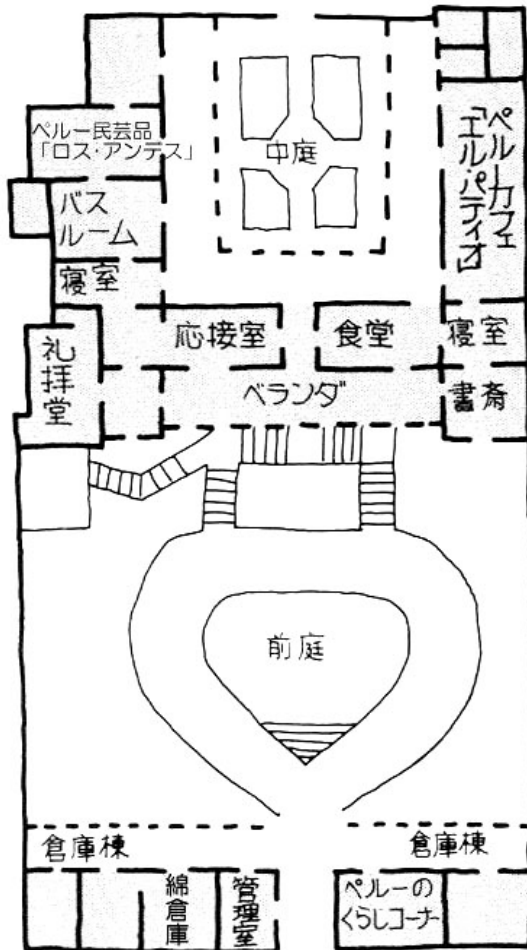 ペルー民芸品
「ロス・アンデス」
中庭
ペルーカフェ
「エル・パティオ」
バス
ルーム
寝室
応接室
食堂
寝室
礼拝堂
ベランダ
書斎
前庭
倉庫棟
倉庫棟
綿倉庫
管理室
ペルーの
くらしコーナー